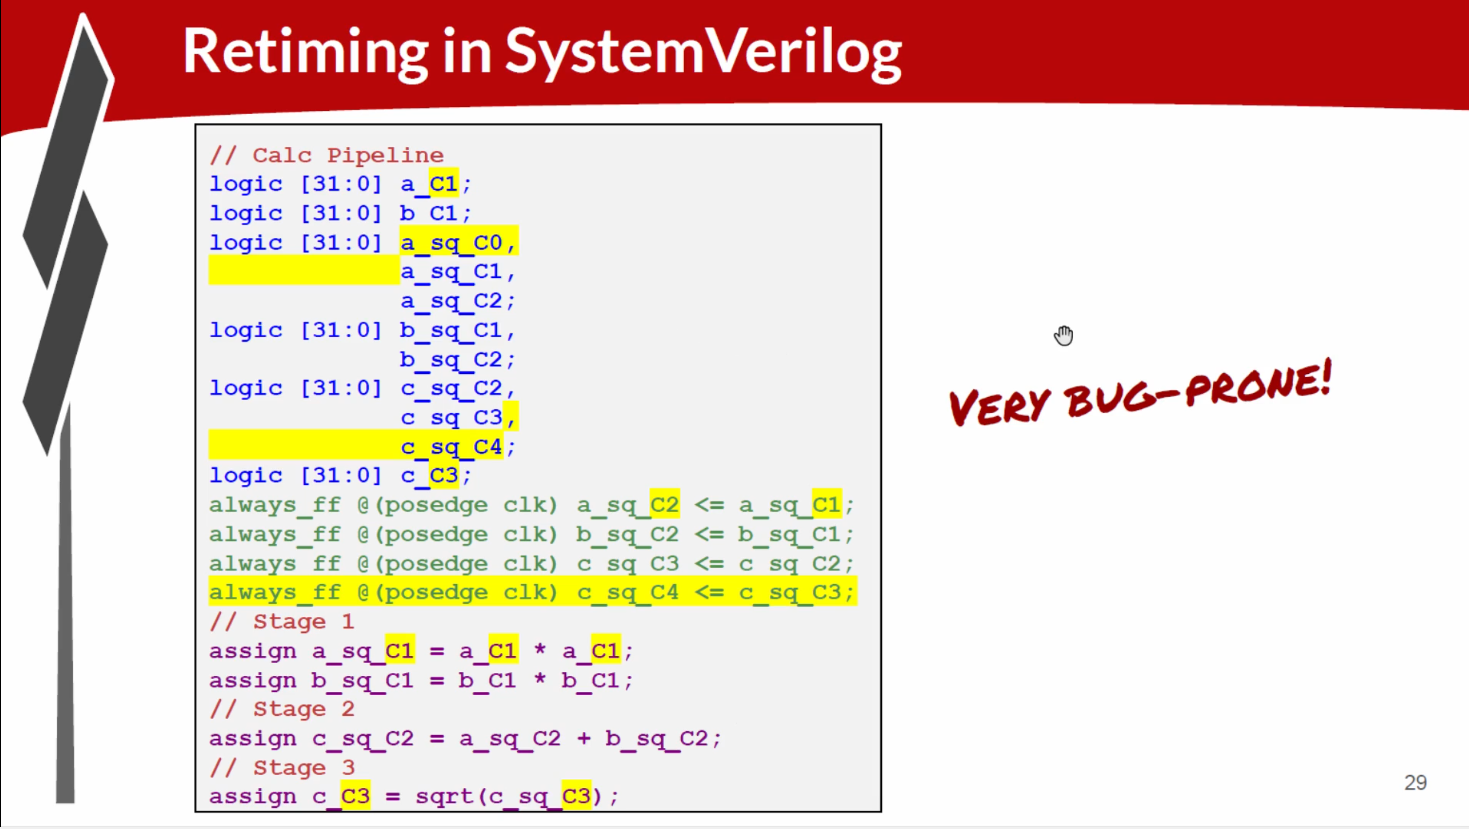 Retiming in SystemVerilog
// Calc Pipeline
logic [31:0] a_C1;
logic [31:0] b_C1;
logic [31:0] a_sq_C0,
a_sq_C1,
a_sq_C2;
logic [31:0] b_sq_C1,
b_sq_C2;
logic [31:0] c_sq_C2,
c_sq_C3,
c_sq_C4;
logic [31:0] c_C3;
always_ff @(posedge clk) a_sq_C2 <= a_sq_C1;
always_ff @(posedge clk) b_sq_C2 <= b_sq_C1;
always_ff @(posedge clk) c_sq_C3 <= c_sq_C2;
always_ff @(posedge clk) c_sq_C4 <= c_sq_C3;
// Stage 1
assign a_sq_C1 = a_C1 * a_C1;
assign b_sq_C1 = b_C1 * b_C1;
// Stage 2
assign c_sq_C2 = a_sq_C2 + b_sq_C2;
// Stage 3
assign c_C3 = sqrt(c_sq_C3);
VERY BUG-PRONE!
29